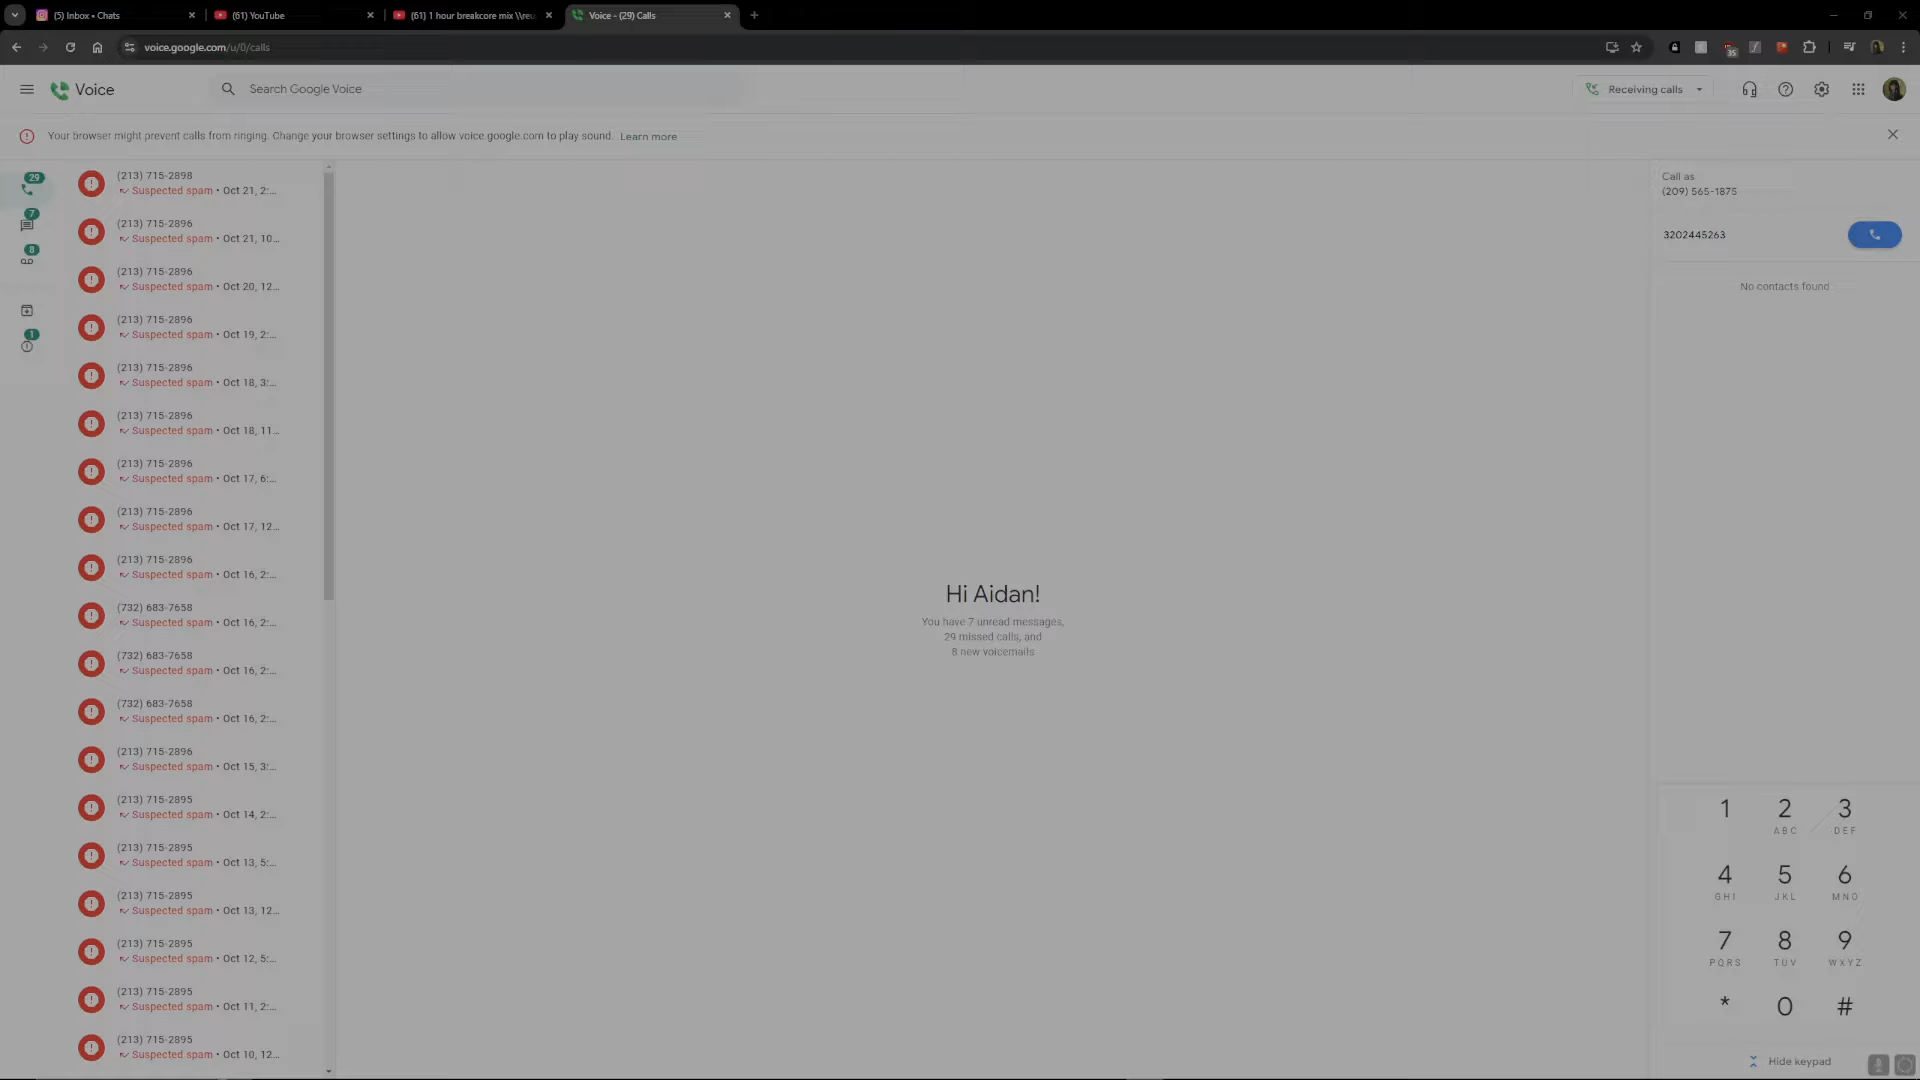 (5) Inbox • Chats
(61) YouTube
(61) 1 hour breakcore mix \\reu
Voice - (29) Calls
voice.google.com/u/0/calls
35
Voice
Search Google Voice
Receiving calls
Your browser might prevent calls from ringing. Change your browser settings to allow voice.google.com to play sound. Learn more
29
7
8
1
(213) 715-2898
Suspected spam • Oct 21, 2:...
(213) 715-2896
Suspected spam • Oct 21, 10...
(213) 715-2896
Suspected spam • Oct 20, 12...
(213) 715-2896
Suspected spam • Oct 19, 2:...
(213) 715-2896
Suspected spam • Oct 18, 3:...
(213) 715-2896
Suspected spam • Oct 18, 11...
(213) 715-2896
Suspected spam • Oct 17, 6:...
(213) 715-2896
Suspected spam • Oct 17, 12...
(213) 715-2896
Suspected spam • Oct 16, 2:...
(732) 683-7658
Suspected spam • Oct 16, 2:...
(732) 683-7658
Suspected spam • Oct 16, 2:...
(732) 683-7658
Suspected spam • Oct 16, 2:...
(213) 715-2896
Suspected spam • Oct 15, 3:...
(213) 715-2895
Suspected spam • Oct 14, 2:...
(213) 715-2895
Suspected spam • Oct 13, 5:...
(213) 715-2895
Suspected spam • Oct 13, 12...
(213) 715-2895
Suspected spam • Oct 12, 5:...
(213) 715-2895
Suspected spam • Oct 11, 2:...
(213) 715-2895
Suspected spam • Oct 10, 12...
Hi Aidan!
You have 7 unread messages,
29 missed calls, and
8 new voicemails
Call as
(209) 565-1875
3202445263
No contacts found
1 2 3
ABC DEF
4 5 6
GHI JKL MNO
7 8 9
PQRS TUV WXYZ
* 0 #
Hide keypad